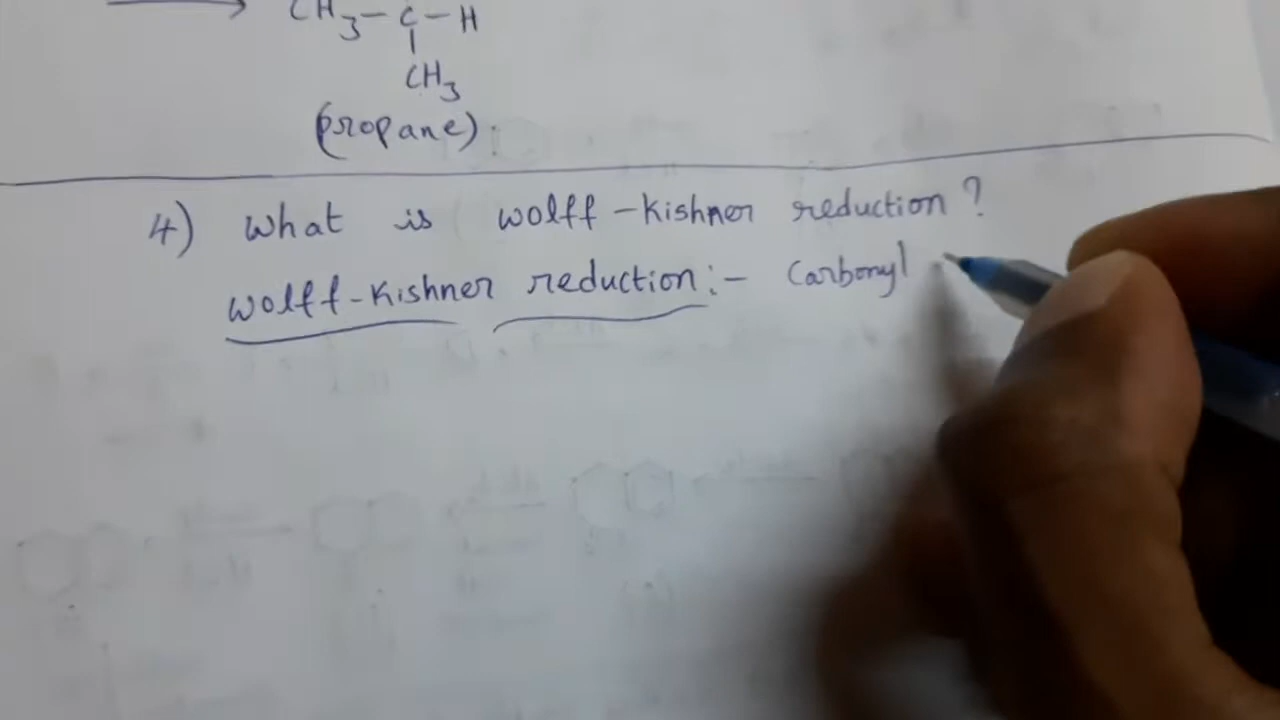 CH3-C-H
CH3
(propane).
4) What is wolff-Kishner reduction?
wolff-Kishner reduction:- Carbonyl